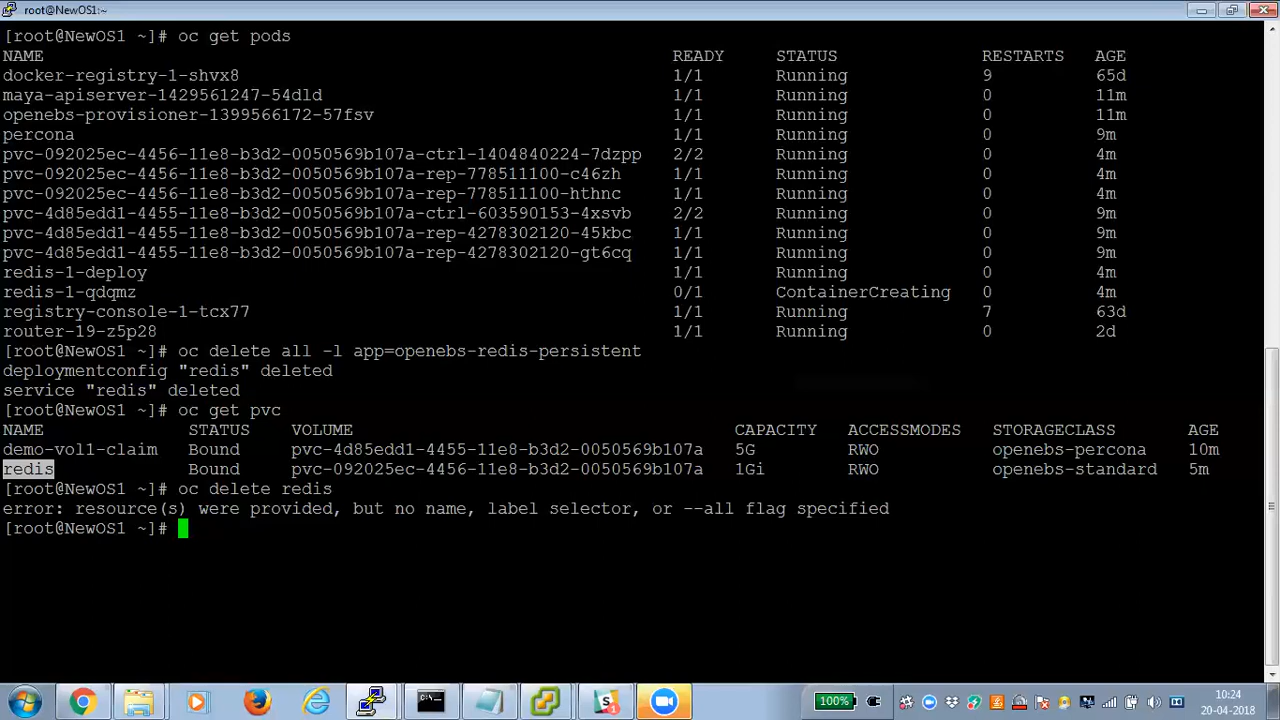 root@NewOS1:~
[root@NewOS1 ~]# oc get pods
NAME READY STATUS RESTARTS AGE
docker-registry-1-shvx8 1/1 Running 9 65d
maya-apiserver-1429561247-54dld 1/1 Running 0 11m
openebs-provisioner-1399566172-57fsv 1/1 Running 0 11m
percona 1/1 Running 0 9m
pvc-092025ec-4456-11e8-b3d2-0050569b107a-ctrl-1404840224-7dzpp 2/2 Running 0 4m
pvc-092025ec-4456-11e8-b3d2-0050569b107a-rep-778511100-c46zh 1/1 Running 0 4m
pvc-092025ec-4456-11e8-b3d2-0050569b107a-rep-778511100-hthnc 1/1 Running 0 4m
pvc-4d85edd1-4455-11e8-b3d2-0050569b107a-ctrl-603590153-4xsvb 2/2 Running 0 9m
pvc-4d85edd1-4455-11e8-b3d2-0050569b107a-rep-4278302120-45kbc 1/1 Running 0 9m
pvc-4d85edd1-4455-11e8-b3d2-0050569b107a-rep-4278302120-gt6cq 1/1 Running 0 9m
redis-1-deploy 1/1 Running 0 4m
redis-1-qdqmz 0/1 ContainerCreating 0 4m
registry-console-1-tcx77 1/1 Running 7 63d
router-19-z5p28 1/1 Running 0 2d
[root@NewOS1 ~]# oc delete all -l app=openebs-redis-persistent
deploymentconfig "redis" deleted
service "redis" deleted
[root@NewOS1 ~]# oc get pvc
NAME STATUS VOLUME CAPACITY ACCESSMODES STORAGECLASS AGE
demo-vol1-claim Bound pvc-4d85edd1-4455-11e8-b3d2-0050569b107a 5G RWO openebs-percona 10m
redis Bound pvc-092025ec-4456-11e8-b3d2-0050569b107a 1Gi RWO openebs-standard 5m
[root@NewOS1 ~]# oc delete redis
error: resource(s) were provided, but no name, label selector, or --all flag specified
[root@NewOS1 ~]#
100%
10:24
20-04-2018